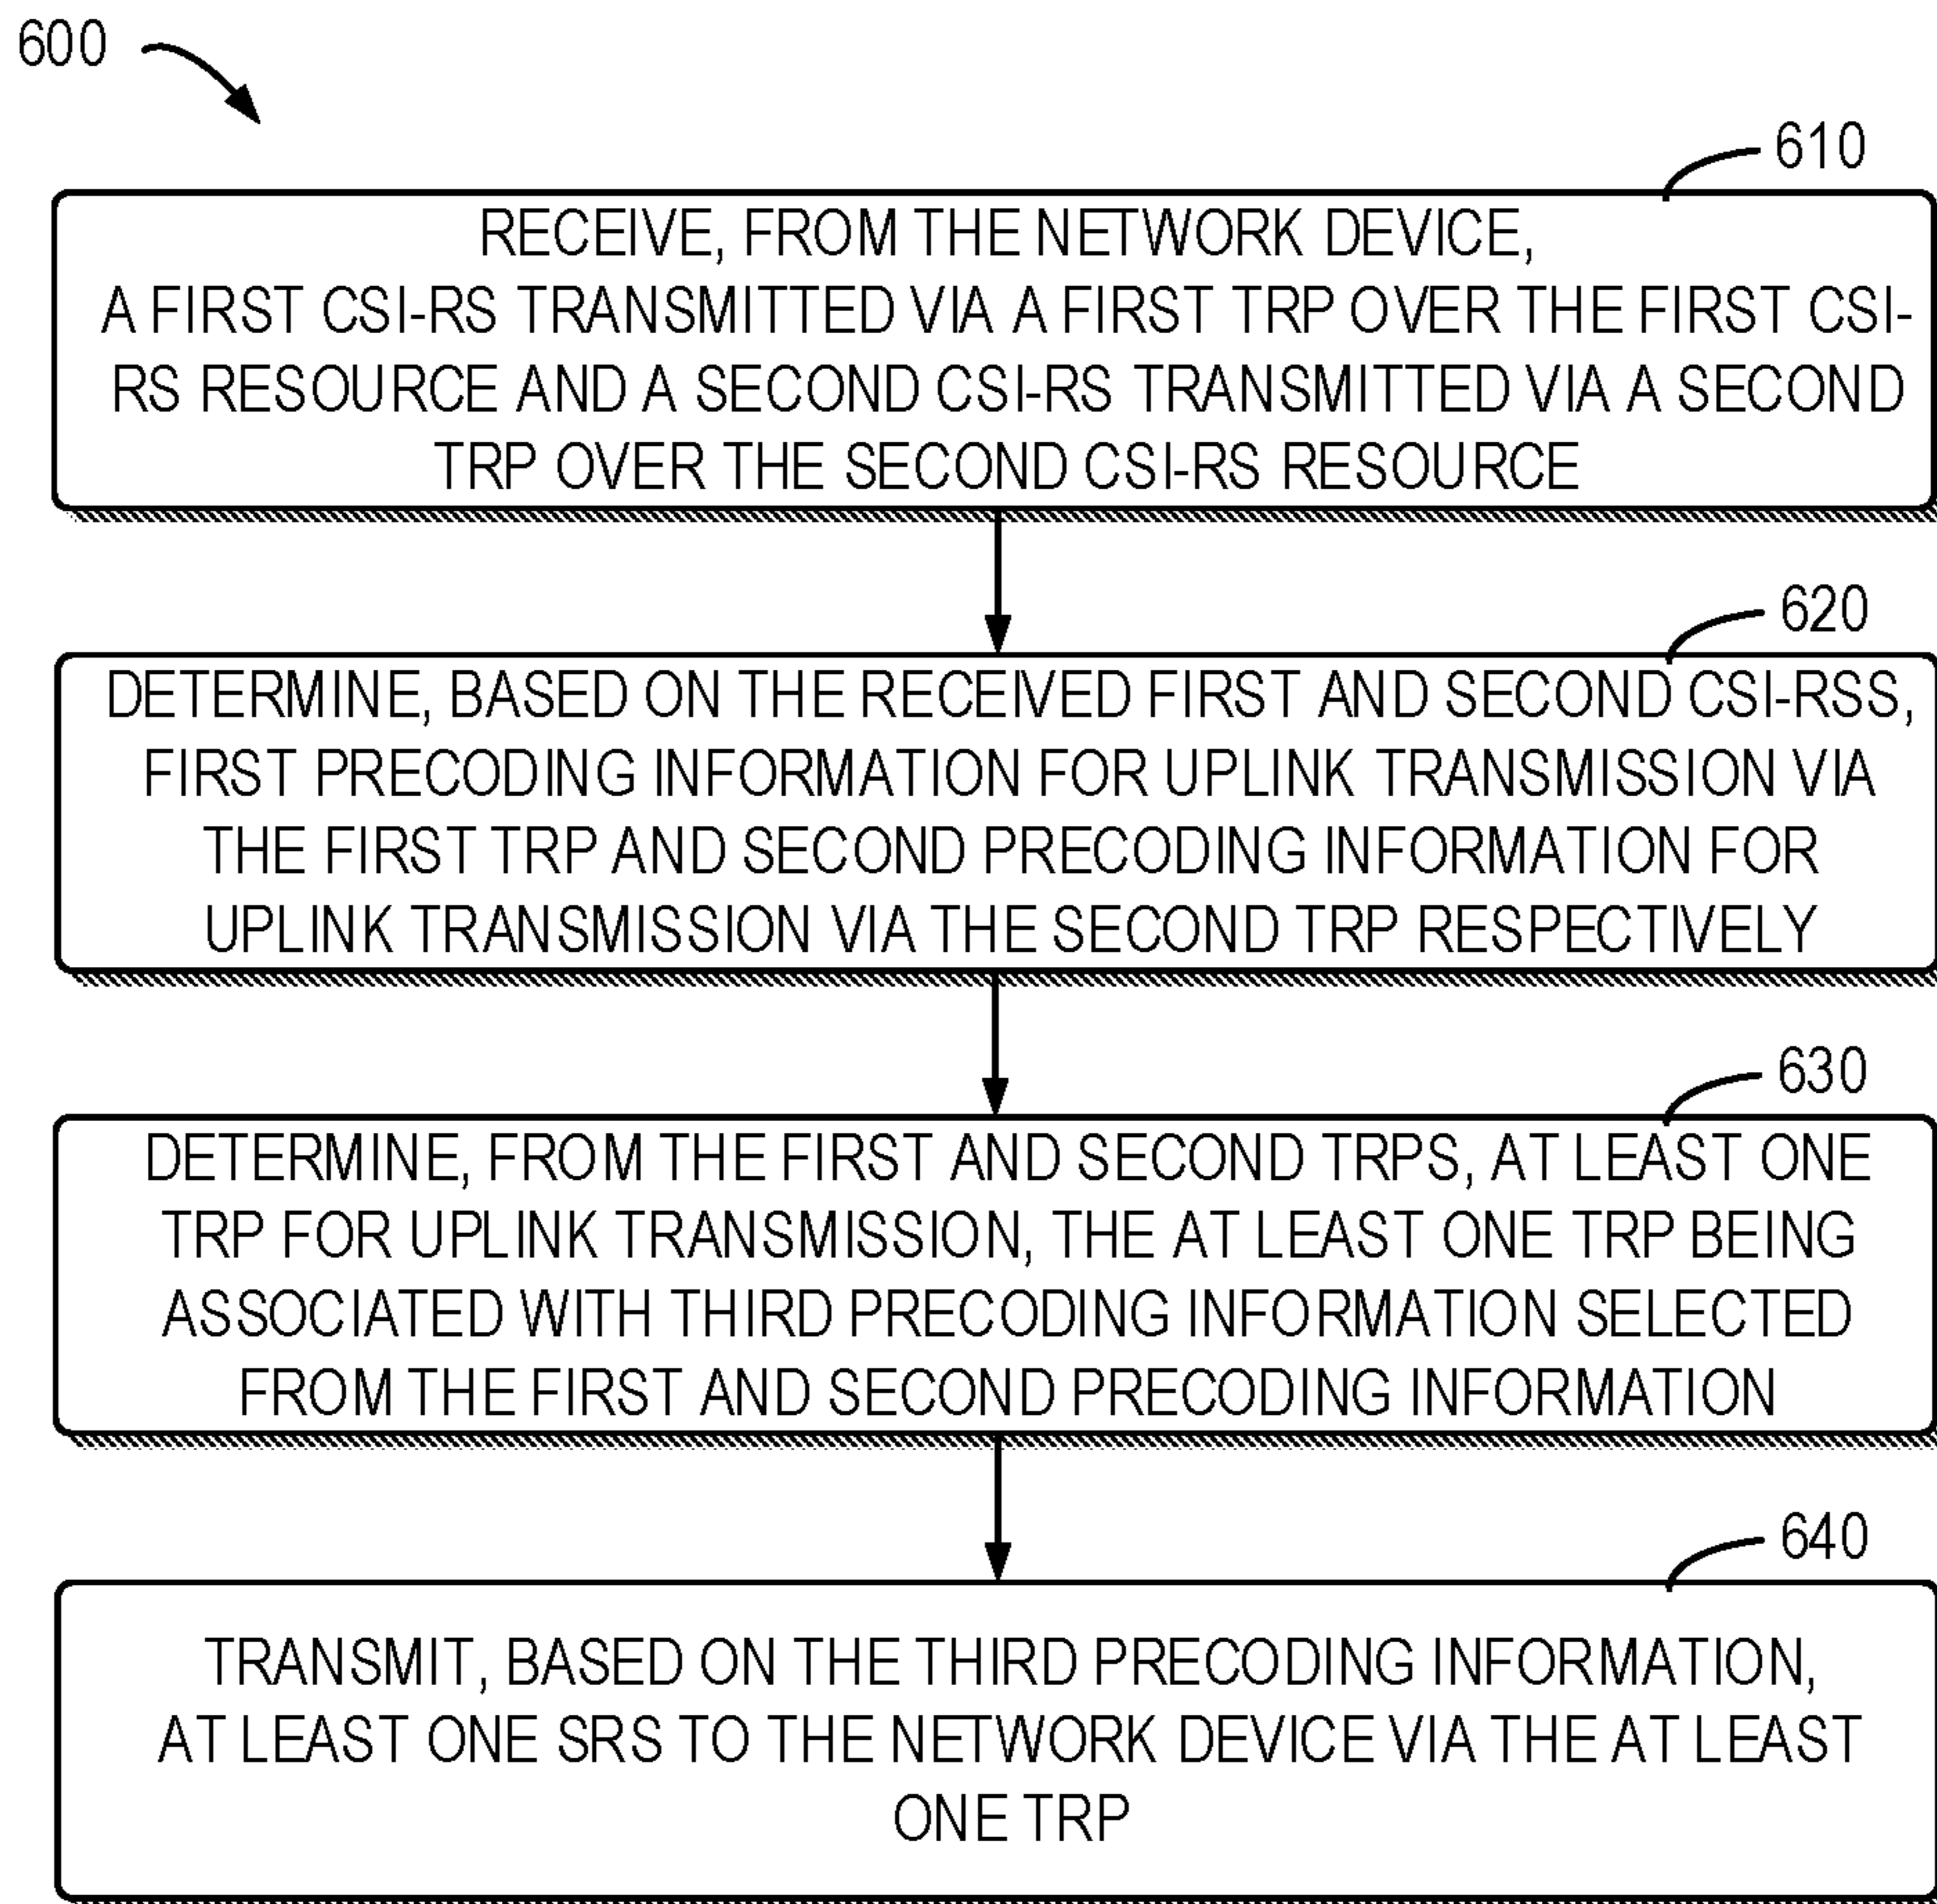 600
610
RECEIVE, FROM THE NETWORK DEVICE,
A FIRST CSI-RS TRANSMITTED VIA A FIRST TRP OVER THE FIRST CSI-
RS RESOURCE AND A SECOND CSI-RS TRANSMITTED VIA A SECOND
TRP OVER THE SECOND CSI-RS RESOURCE
620
DETERMINE, BASED ON THE RECEIVED FIRST AND SECOND CSI-RSS,
FIRST PRECODING INFORMATION FOR UPLINK TRANSMISSION VIA
THE FIRST TRP AND SECOND PRECODING INFORMATION FOR
UPLINK TRANSMISSION VIA THE SECOND TRP RESPECTIVELY
630
DETERMINE, FROM THE FIRST AND SECOND TRPS, AT LEAST ONE
TRP FOR UPLINK TRANSMISSION, THE AT LEAST ONE TRP BEING
ASSOCIATED WITH THIRD PRECODING INFORMATION SELECTED
FROM THE FIRST AND SECOND PRECODING INFORMATION
640
TRANSMIT, BASED ON THE THIRD PRECODING INFORMATION,
AT LEAST ONE SRS TO THE NETWORK DEVICE VIA THE AT LEAST
ONE TRP